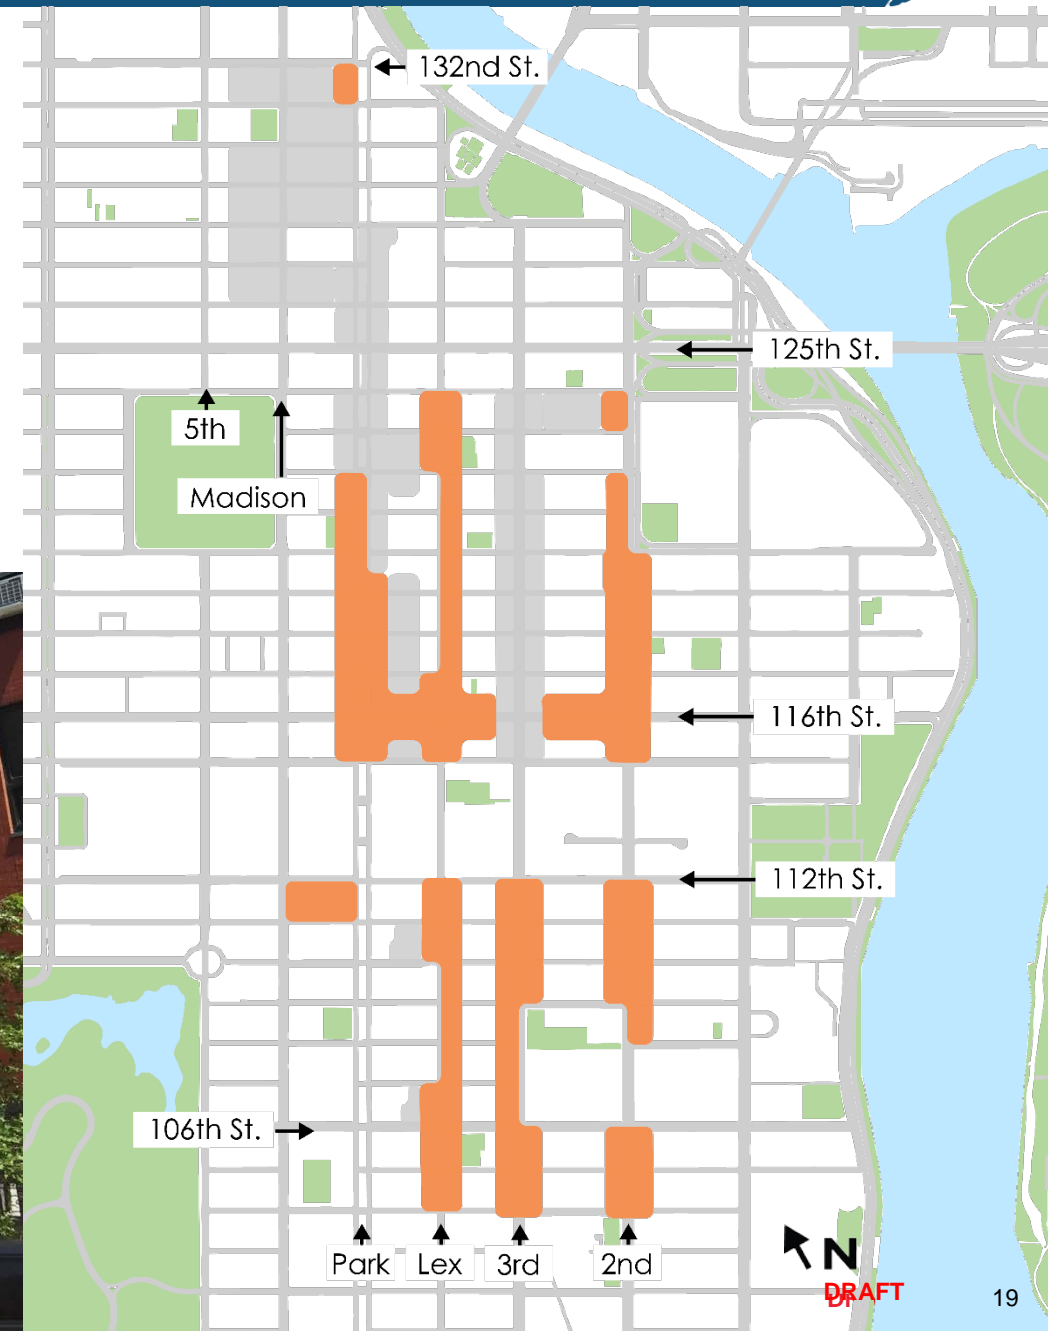 132nd St.
125th St.
5th
Madison
116th St.
112th St.
106th St.
Park
Lex
3rd
2nd
N
DRAFT
19